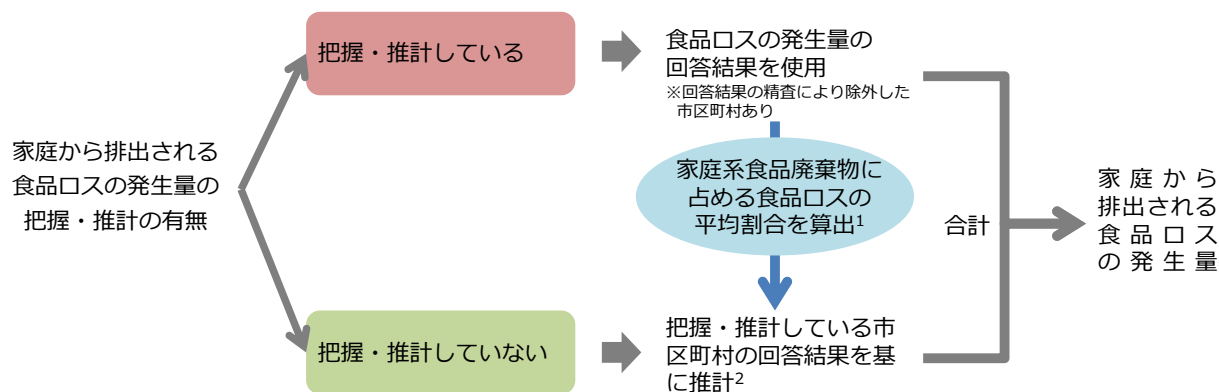 家庭から排出される
食品ロスの発生量の
把握・推計の有無
把握・推計している
食品ロスの発生量の
回答結果を使用
※回答結果の精査により除外した
市区町村あり
家庭系食品廃棄物に
占める食品ロスの
平均割合を算出1
把握・推計していない
把握・推計している市
区町村の回答結果を基
に推計2
合計
家庭から
排出される
食品ロス
の発生量